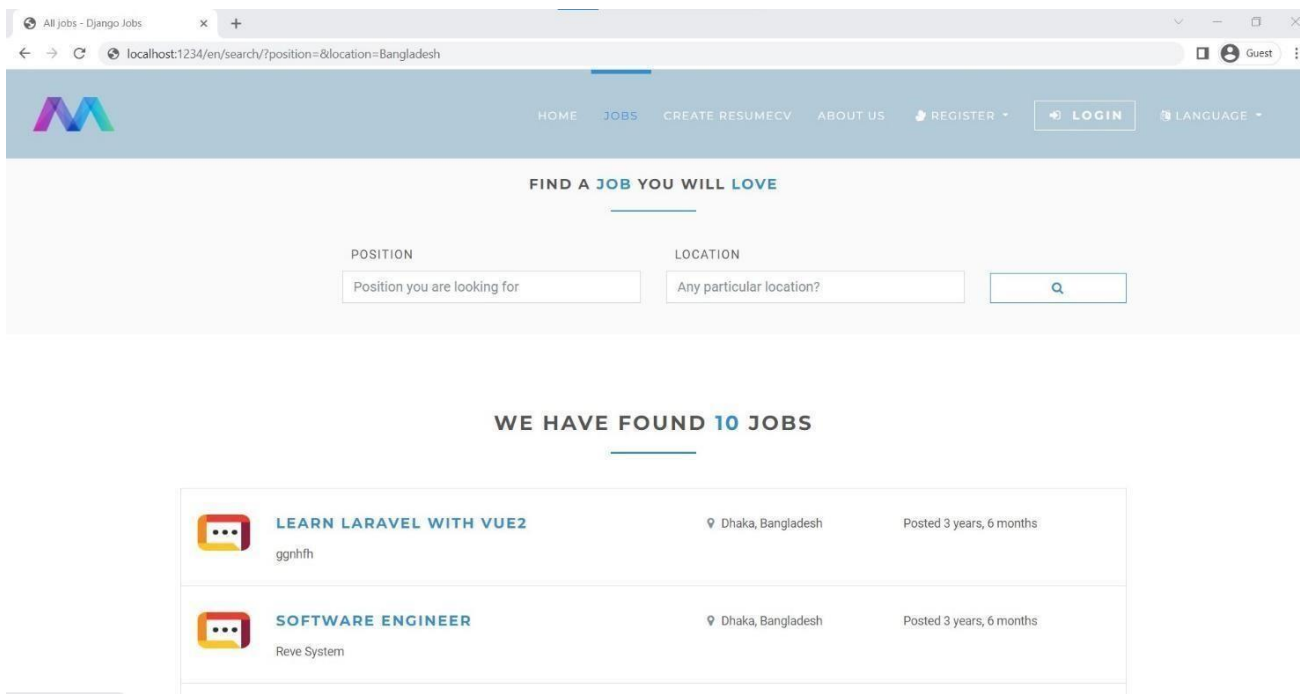 All jobs - Django Jobs
localhost:1234/en/search/?position=&location=Bangladesh
Guest
HOME JOBS CREATE RESUMECV ABOUT US REGISTER LOGIN LANGUAGE
FIND A JOB YOU WILL LOVE
POSITION LOCATION
Position you are looking for Any particular location?
WE HAVE FOUND 10 JOBS
LEARN LARAVEL WITH VUE2 Dhaka, Bangladesh Posted 3 years, 6 months
ggnhfh
SOFTWARE ENGINEER Dhaka, Bangladesh Posted 3 years, 6 months
Reve System